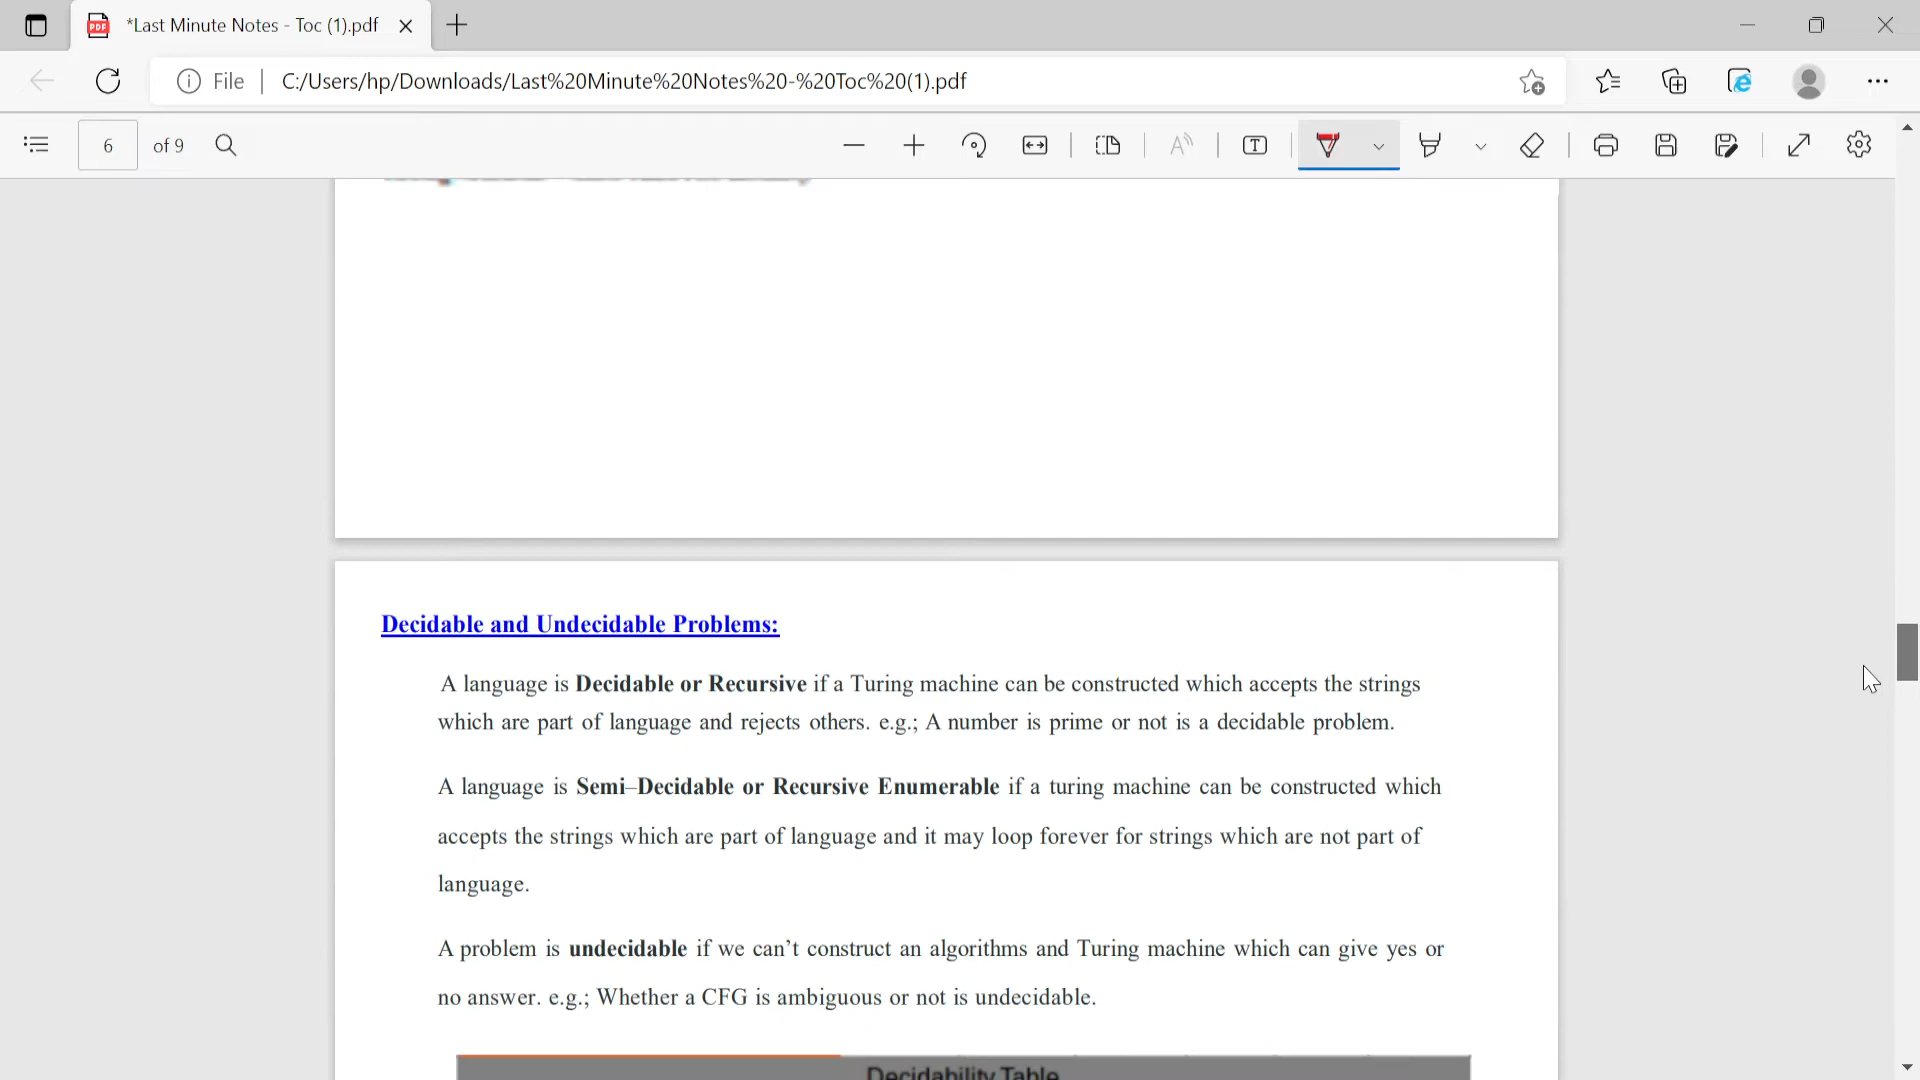 *Last Minute Notes - Toc (1).pdf
File C:/Users/hp/Downloads/Last%20Minute%20Notes%20-%20Toc%20(1).pdf
6 of 9
Decidable and Undecidable Problems:
A language is Decidable or Recursive if a Turing machine can be constructed which accepts the strings
which are part of language and rejects others. e.g.; A number is prime or not is a decidable problem.
A language is Semi–Decidable or Recursive Enumerable if a turing machine can be constructed which
accepts the strings which are part of language and it may loop forever for strings which are not part of
language.
A problem is undecidable if we can’t construct an algorithms and Turing machine which can give yes or
no answer. e.g.; Whether a CFG is ambiguous or not is undecidable.
Decidability Table